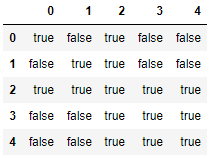 0 1 2 3 4
0 true false true false false
1 false true true false false
2 true true true true true
3 false false true true true
4 false false true true true